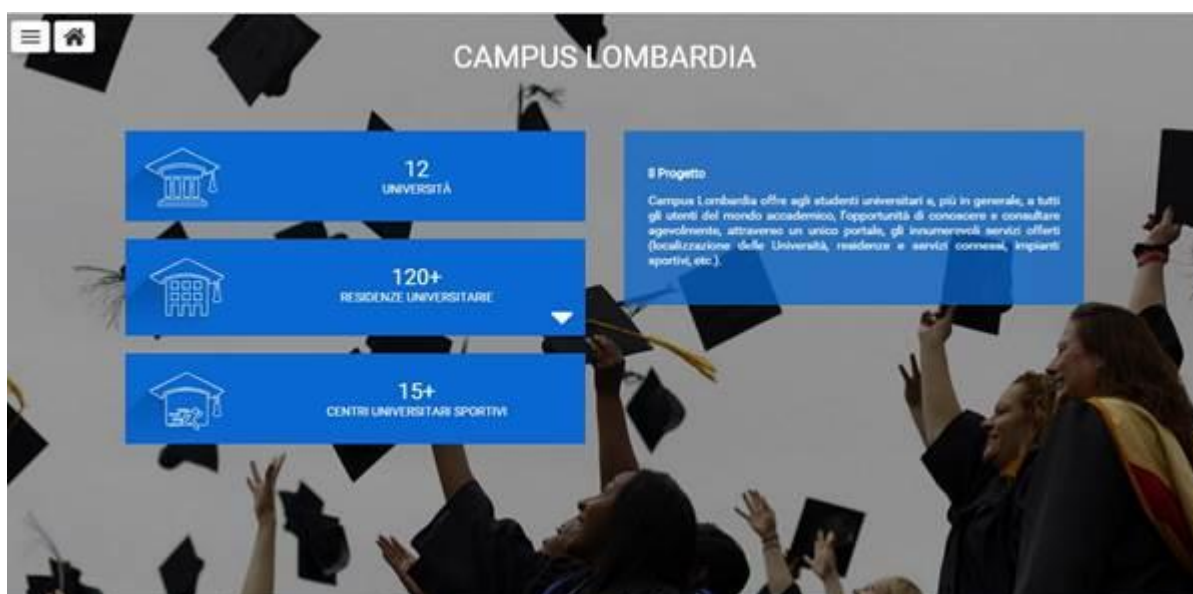 CAMPUS LOMBARDIA
12
UNIVERSITÀ
120+
RESIDENZE UNIVERSITARIE
15+
CENTRI UNIVERSITARI SPORTIVI
Il Progetto
Campus Lombardia offre agli studenti universitari e, più in generale, a tutti
gli utenti del mondo accademico, l'opportunità di conoscere e consultare
agevolmente, attraverso un unico portale, gli innumerevoli servizi offerti
(localizzazione delle Università, residenze e servizi connessi, impianti
sportivi, etc.).